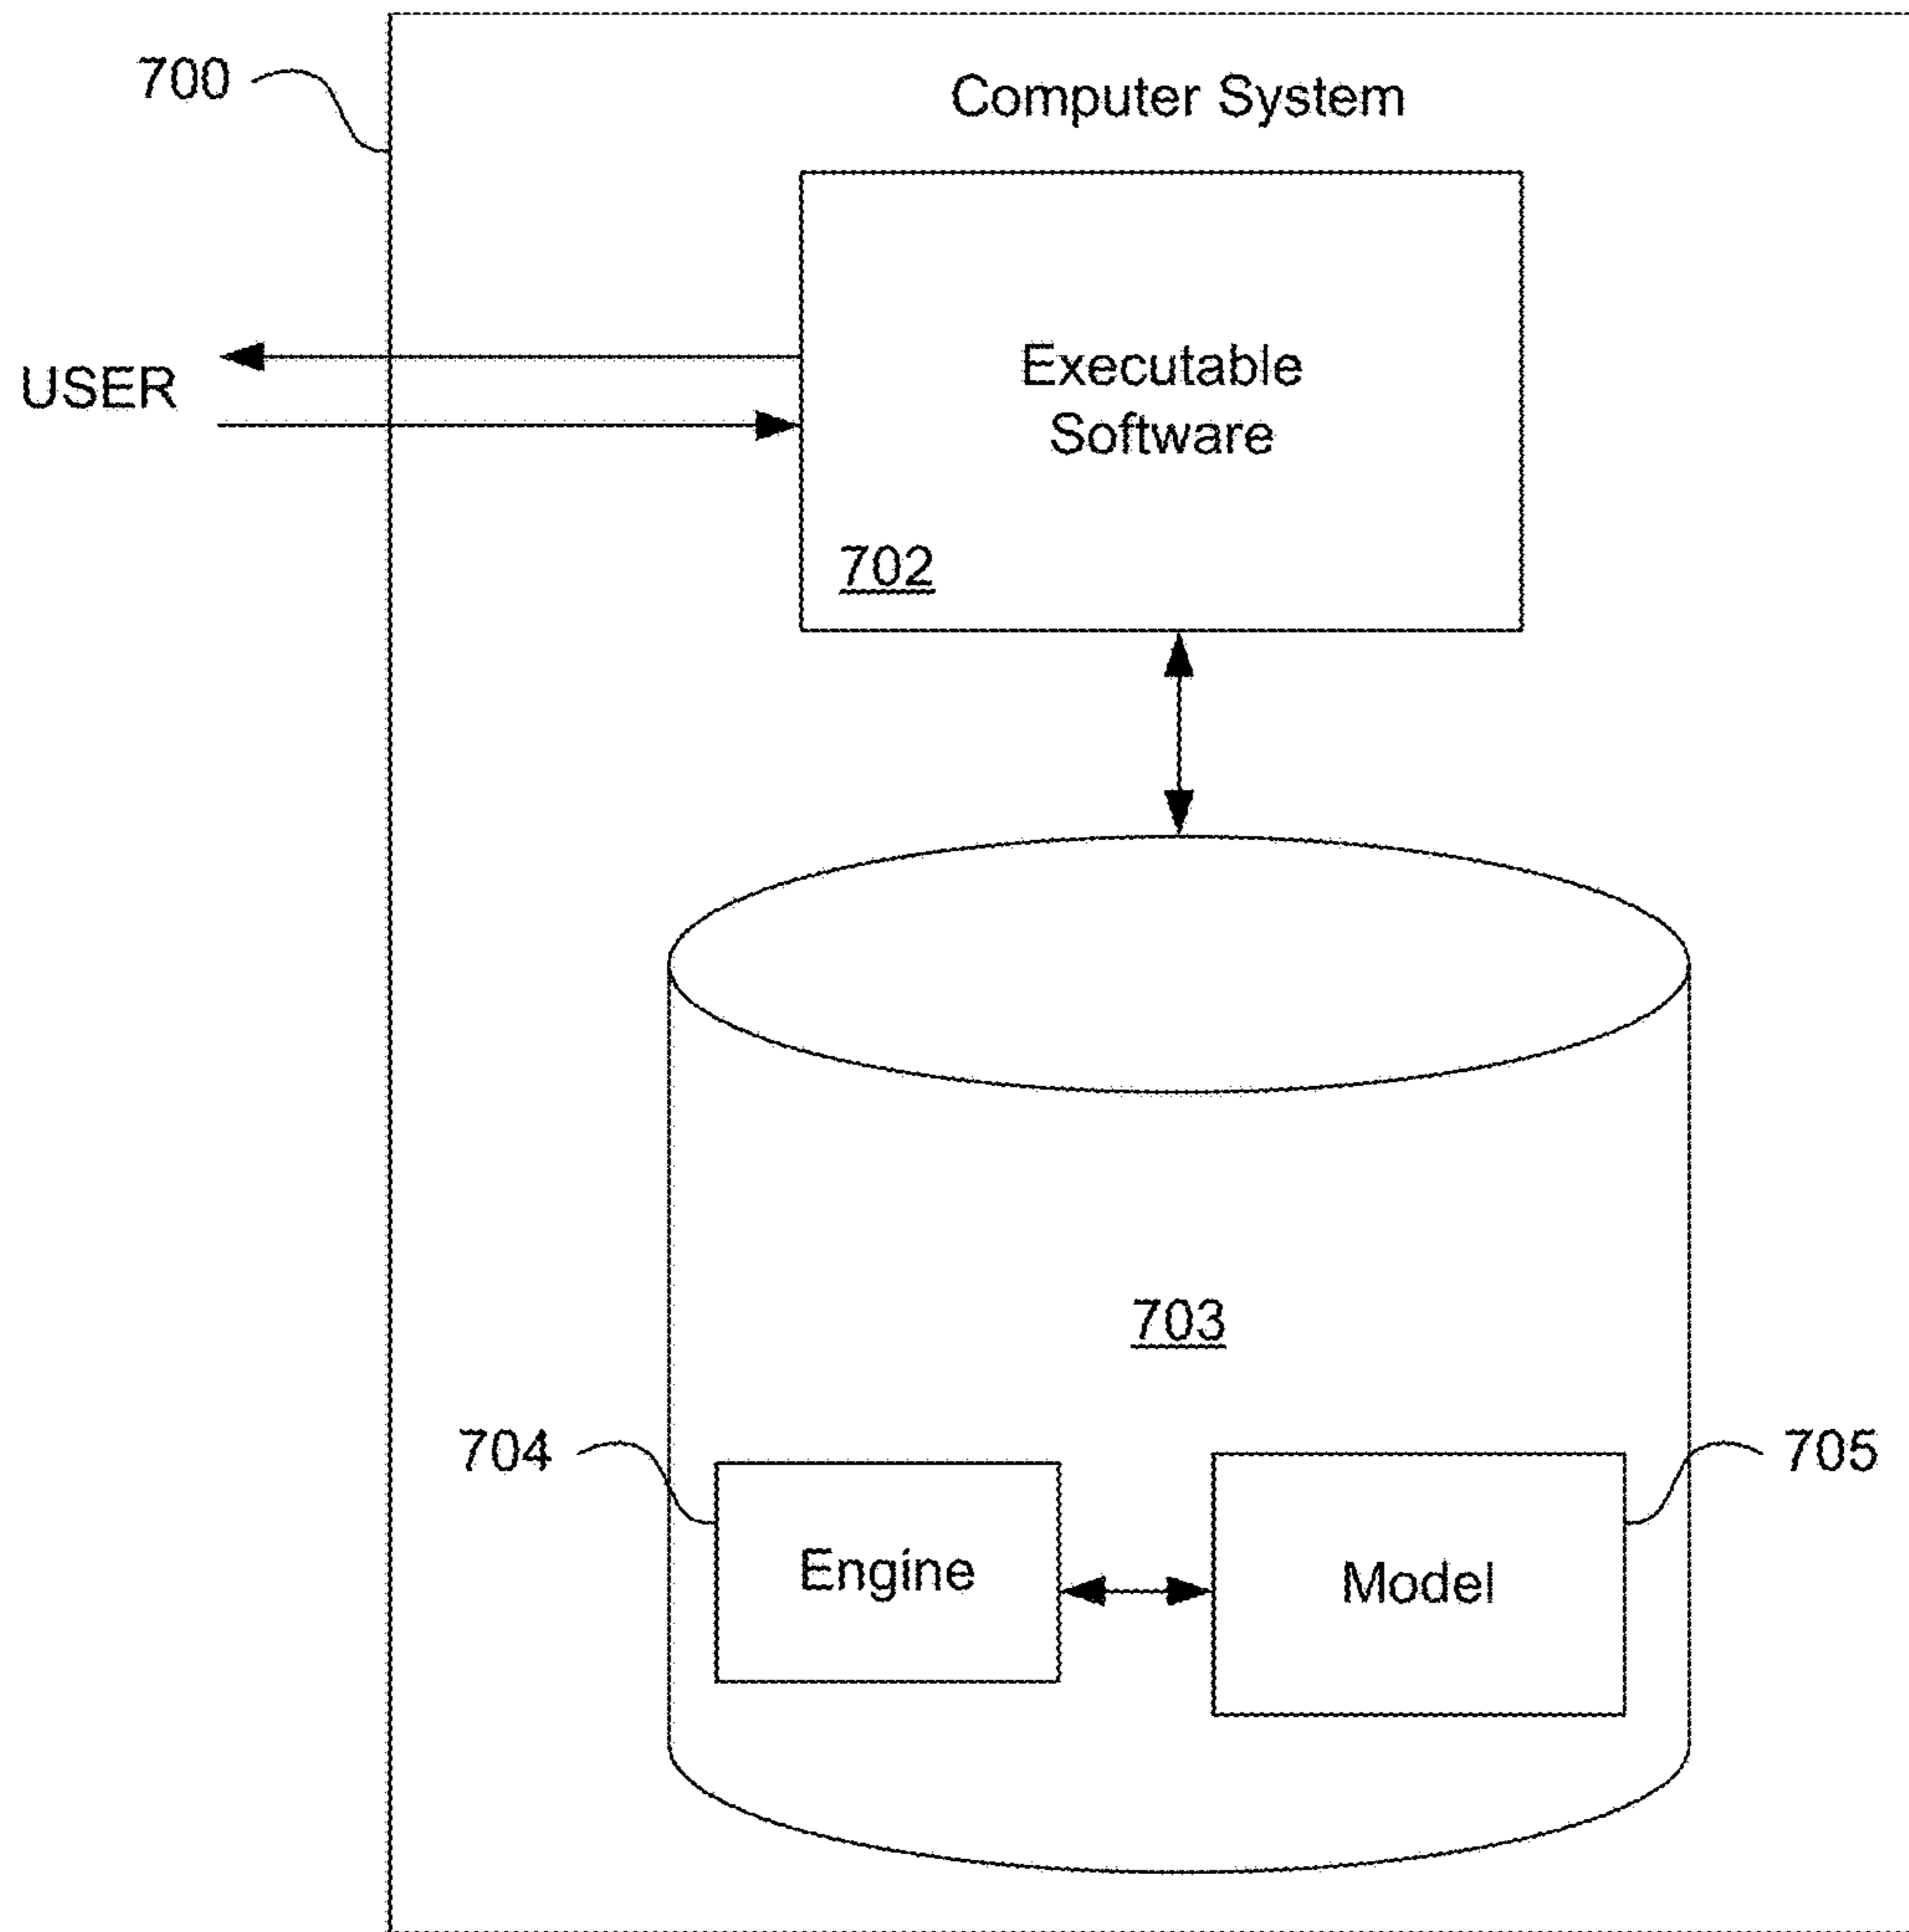 700
Computer System
USER
Executable
Software
702
703
704
705
Engine
Model